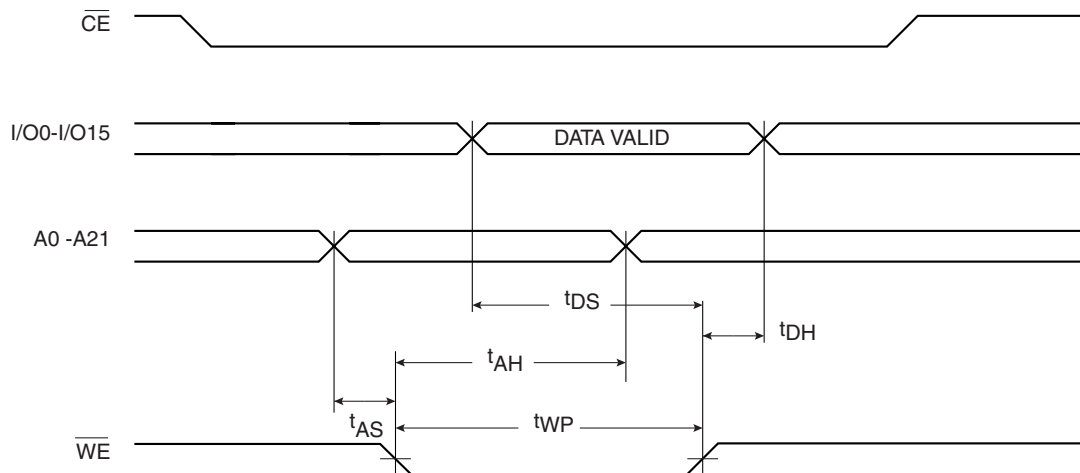 CE
I/O0-I/O15
DATA VALID
A0 -A21
tDS
tDH
tAH
tAS
tWP
WE